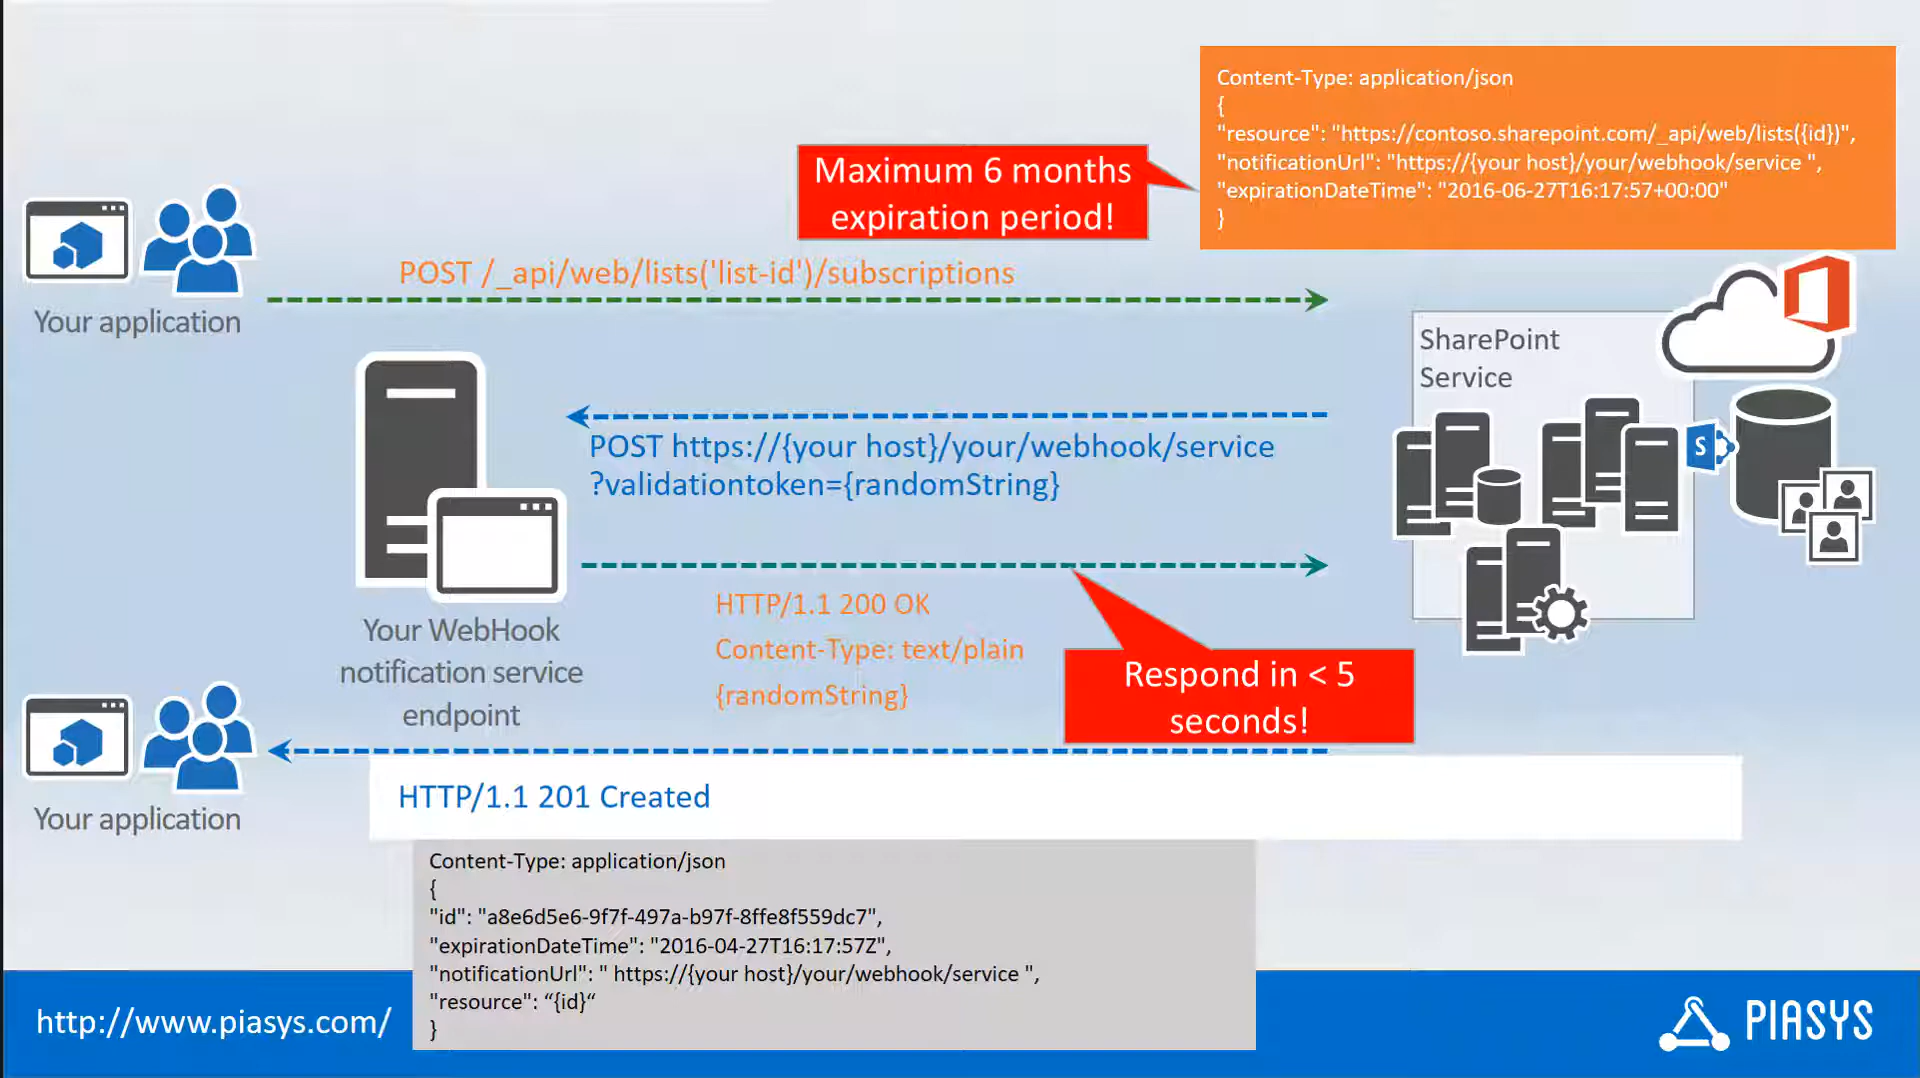 Content-Type: application/json
{
"resource": "https://contoso.sharepoint.com/_api/web/lists({id})",
"notificationUrl": "https://{your host}/your/webhook/service ",
"expirationDateTime": "2016-06-27T16:17:57+00:00"
}
Maximum 6 months
expiration period!
POST /_api/web/lists('list-id')/subscriptions
Your application
SharePoint
Service
POST https://{your host}/your/webhook/service
?validationtoken={randomString}
S
HTTP/1.1 200 OK
Content-Type: text/plain
{randomString}
Respond in < 5
seconds!
Your WebHook
notification service
endpoint
Your application
HTTP/1.1 201 Created
Content-Type: application/json
{
"id": "a8e6d5e6-9f7f-497a-b97f-8ffe8f559dc7",
"expirationDateTime": "2016-04-27T16:17:57Z",
"notificationUrl": " https://{your host}/your/webhook/service ",
"resource": “{id}“
}
http://www.piasys.com/
PIASYS